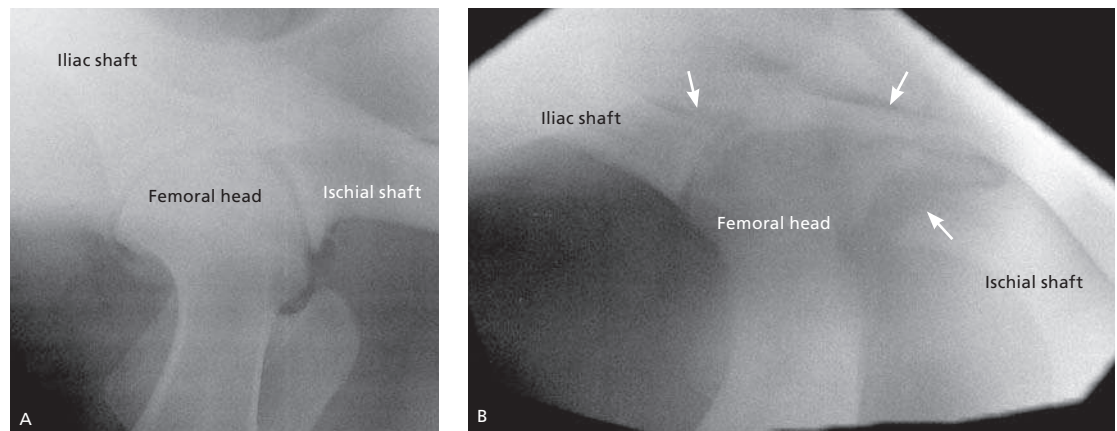 Iliac shaft
Femoral head
Ischial shaft
A
Iliac shaft
Femoral head
Ischial shaft
B